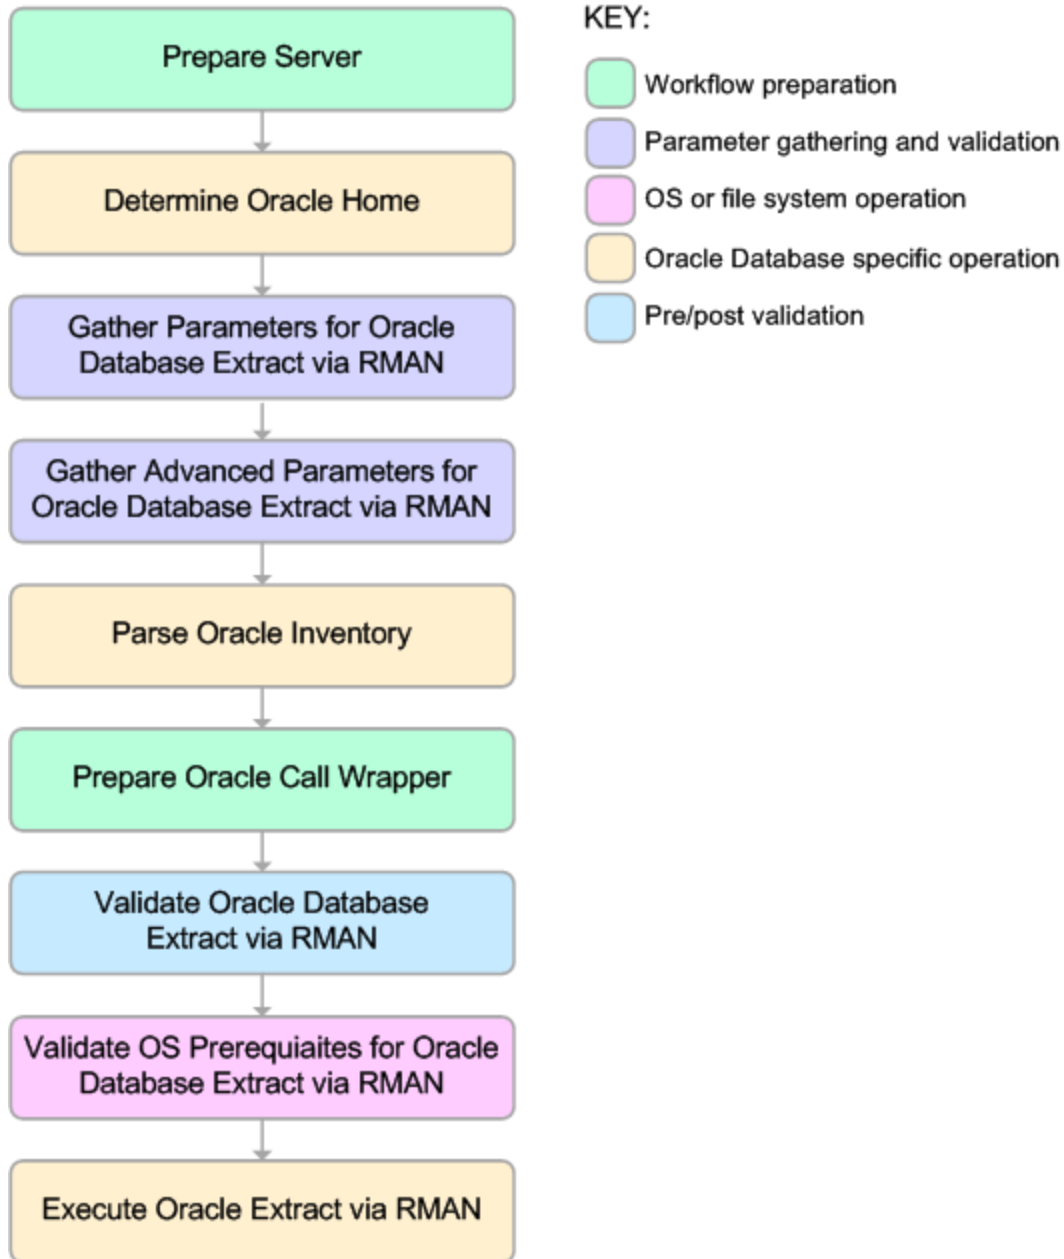 Prepare Server
Determine Oracle Home
Gather Parameters for Oracle
Database Extract via RMAN
Gather Advanced Parameters for
Oracle Database Extract via RMAN
Parse Oracle Inventory
Prepare Oracle Call Wrapper
Validate Oracle Database
Extract via RMAN
Validate OS Prerequiaites for Oracle
Database Extract via RMAN
Execute Oracle Extract via RMAN
KEY:
Workflow preparation
Parameter gathering and validation
OS or file system operation
Oracle Database specific operation
Pre/post validation